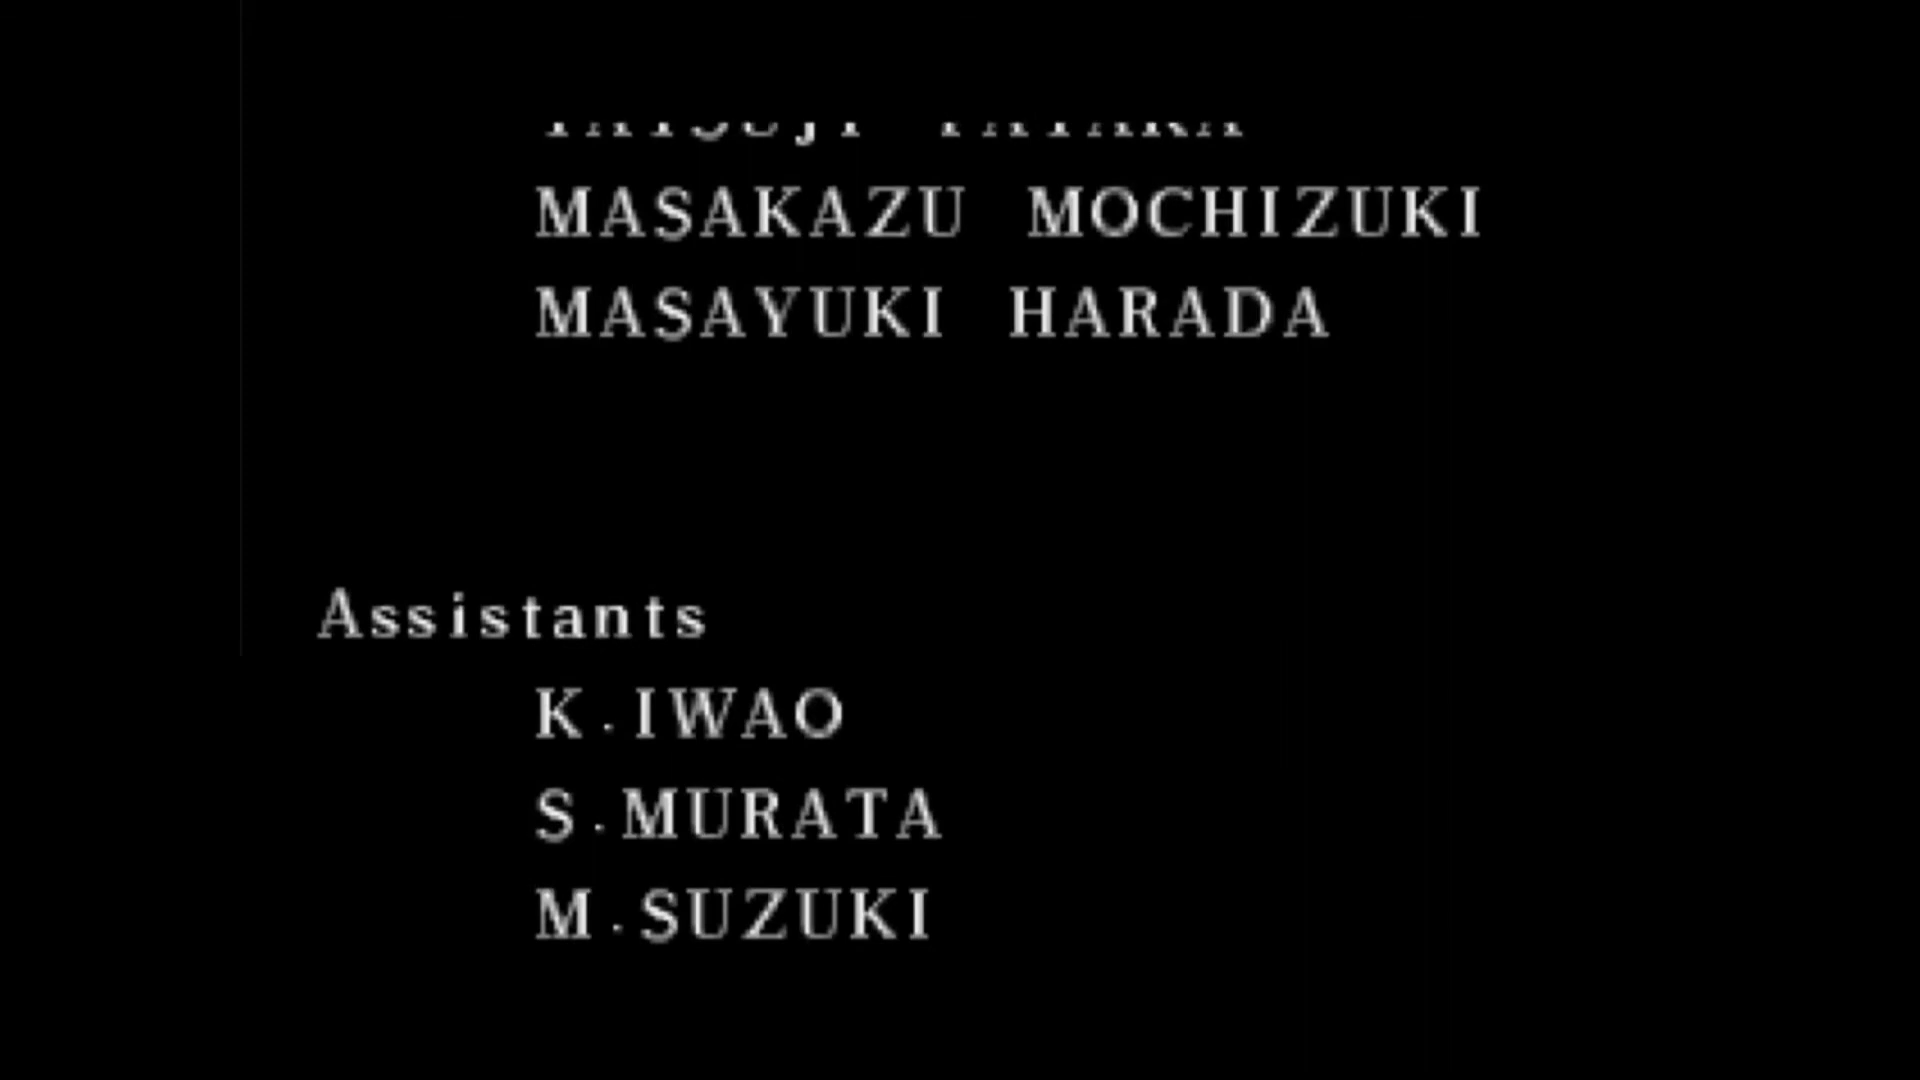 MASAKAZU MOCHIZUKI
MASAYUKI HARADA
Assistants
K.IWAO
S.MURATA
M.SUZUKI